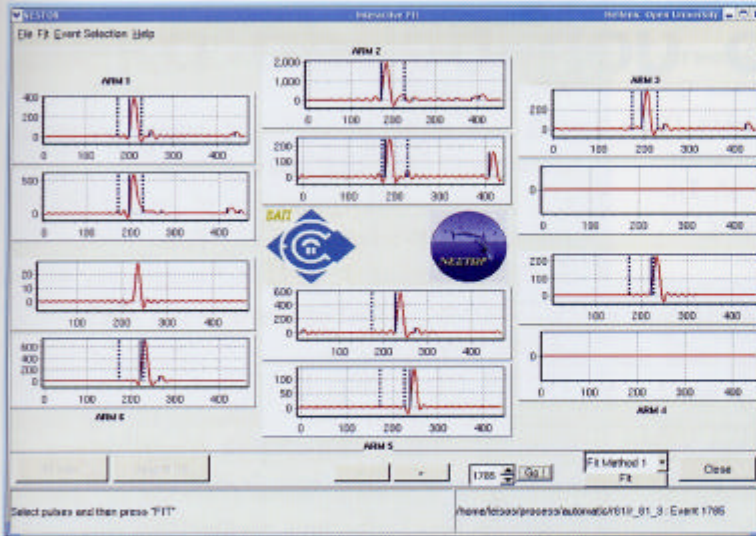 NESTOR
Interactive Fit
Hellenic Open University
File Fit Event Selection Help
ARM 1
400
200
0
0 100 200 300 400
500
0
0 100 200 300 400
20
10
0
100 200 300 400
600
400
200
0
0 100 200 300 400
ARM 6
ARM 2
2,000
1,000
0
0 100 200 300 400
200
100
0
0 100 200 300 400
ΕΑΠ
ΝΕΣΤΩΡ
600
400
200
0
100 200 300 400
100
50
0
0 100 200 300 400
ARM 5
ARM 3
200
0
0 100 200 300 400
0
0 100 200 300 400
200
100
0
0 100 200 300 400
0
0 100 200 300 400
ARM 4
1785
Go !
Fit Method 1
Fit
Close
Select pulses and then press "FIT"
Event 1785